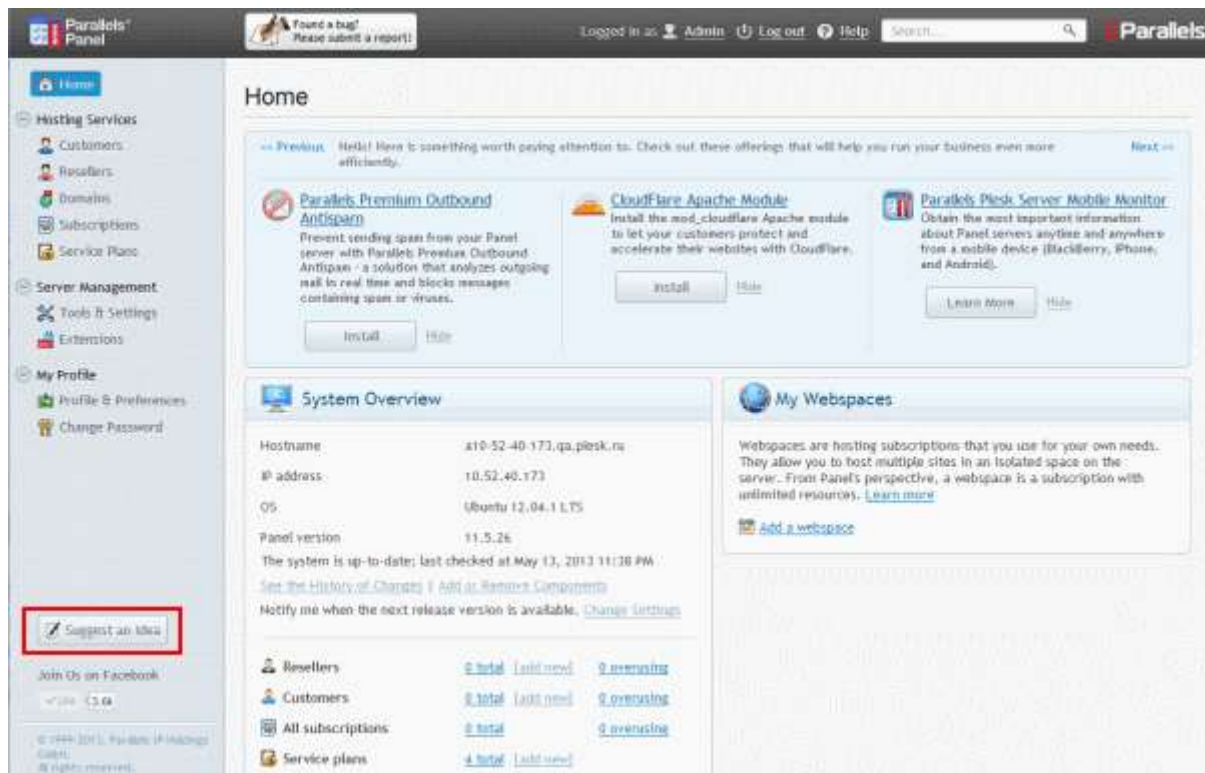 Parallels®
Panel
Found a bug?
Please submit a report!
Logged in as Admin Log out Help Search...
Parallels
Home
Hosting Services
Customers
Resellers
Domains
Subscriptions
Service Plans
Server Management
Tools & Settings
Extensions
My Profile
Profile & Preferences
Change Password
Suggest an Idea
Join Us on Facebook
Like
© 1999-2013, Parallels IP Holdings
GmbH.
All rights reserved.
Home
<< Previous Hello! Here is something worth paying attention to. Check out these offerings that will help you run your business even more Next >>
efficiently.
Parallels Premium Outbound
Antispam
Prevent sending spam from your Panel
server with Parallels Premium Outbound
Antispam - a solution that analyzes outgoing
mail in real time and blocks messages
containing spam or viruses.
Install Hide
CloudFlare Apache Module
Install the mod_cloudflare Apache module
to let your customers protect and
accelerate their websites with CloudFlare.
Install Hide
Parallels Plesk Server Mobile Monitor
Obtain the most important information
about Panel servers anytime and anywhere
from a mobile device (BlackBerry, iPhone,
and Android).
Learn More Hide
System Overview
Hostname a10-52-40-173.qa.plesk.ru
IP address 10.52.40.173
OS Ubuntu 12.04.1 LTS
Panel version 11.5.26
The system is up-to-date; last checked at May 13, 2013 11:38 PM
See the History of Changes | Add or Remove Components
Notify me when the next release version is available. Change Settings
Resellers 0 total [add new] 0 overusing
Customers 0 total [add new] 0 overusing
All subscriptions 0 total 0 overusing
Service plans 4 total [add new]
My Webspaces
Webspaces are hosting subscriptions that you use for your own needs.
They allow you to host multiple sites in an isolated space on the
server. From Panel's perspective, a webspace is a subscription with
unlimited resources. Learn more
Add a webspace